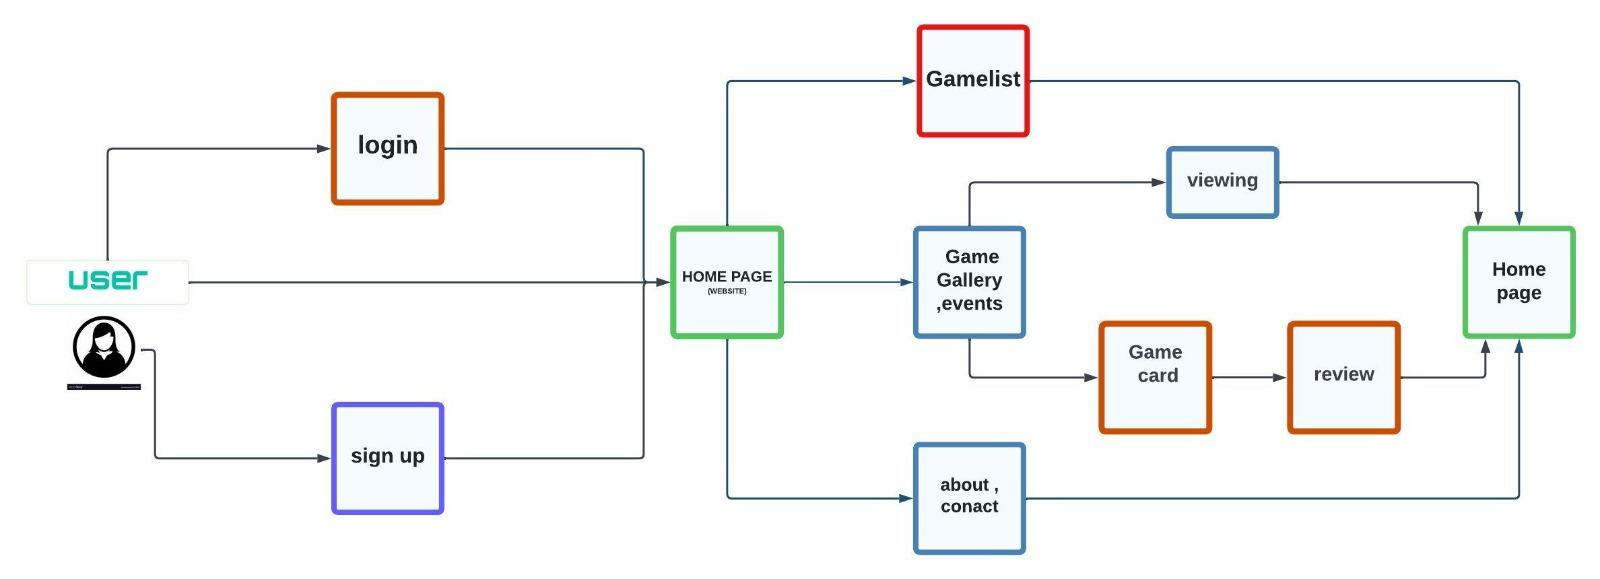 Gamelist
login
viewing
user
HOME PAGE
(WEBSITE)
Game
Gallery
,events
Home
page
Game
card
review
sign up
about ,
conact